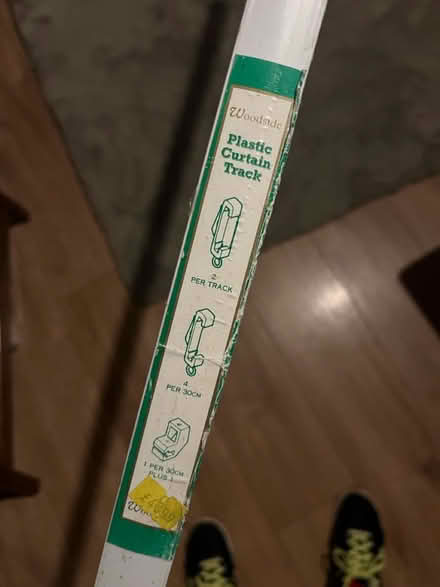 Woodside
Plastic
Curtain
Track
2
PER TRACK
4
PER 30CM
1 PER 30CM
PLUS 1